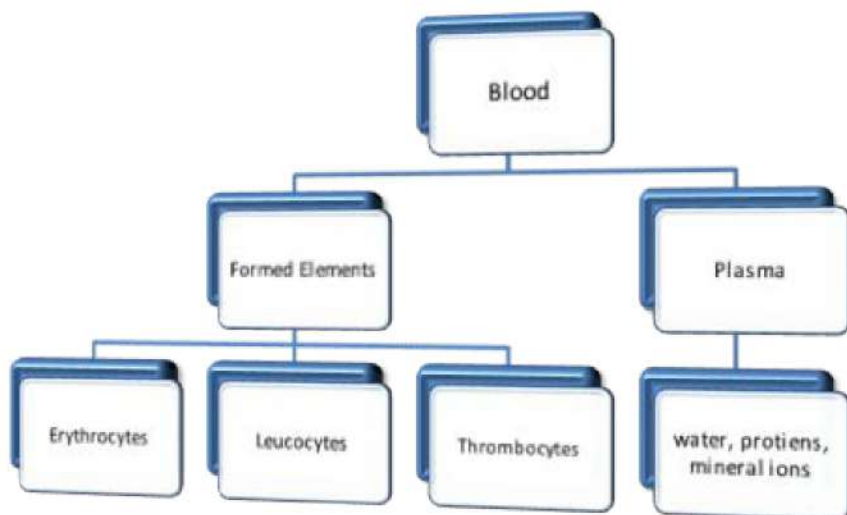 Blood
Formed Elements
Plasma
Erythrocytes
Leucocytes
Thrombocytes
water, protiens,
mineral ions